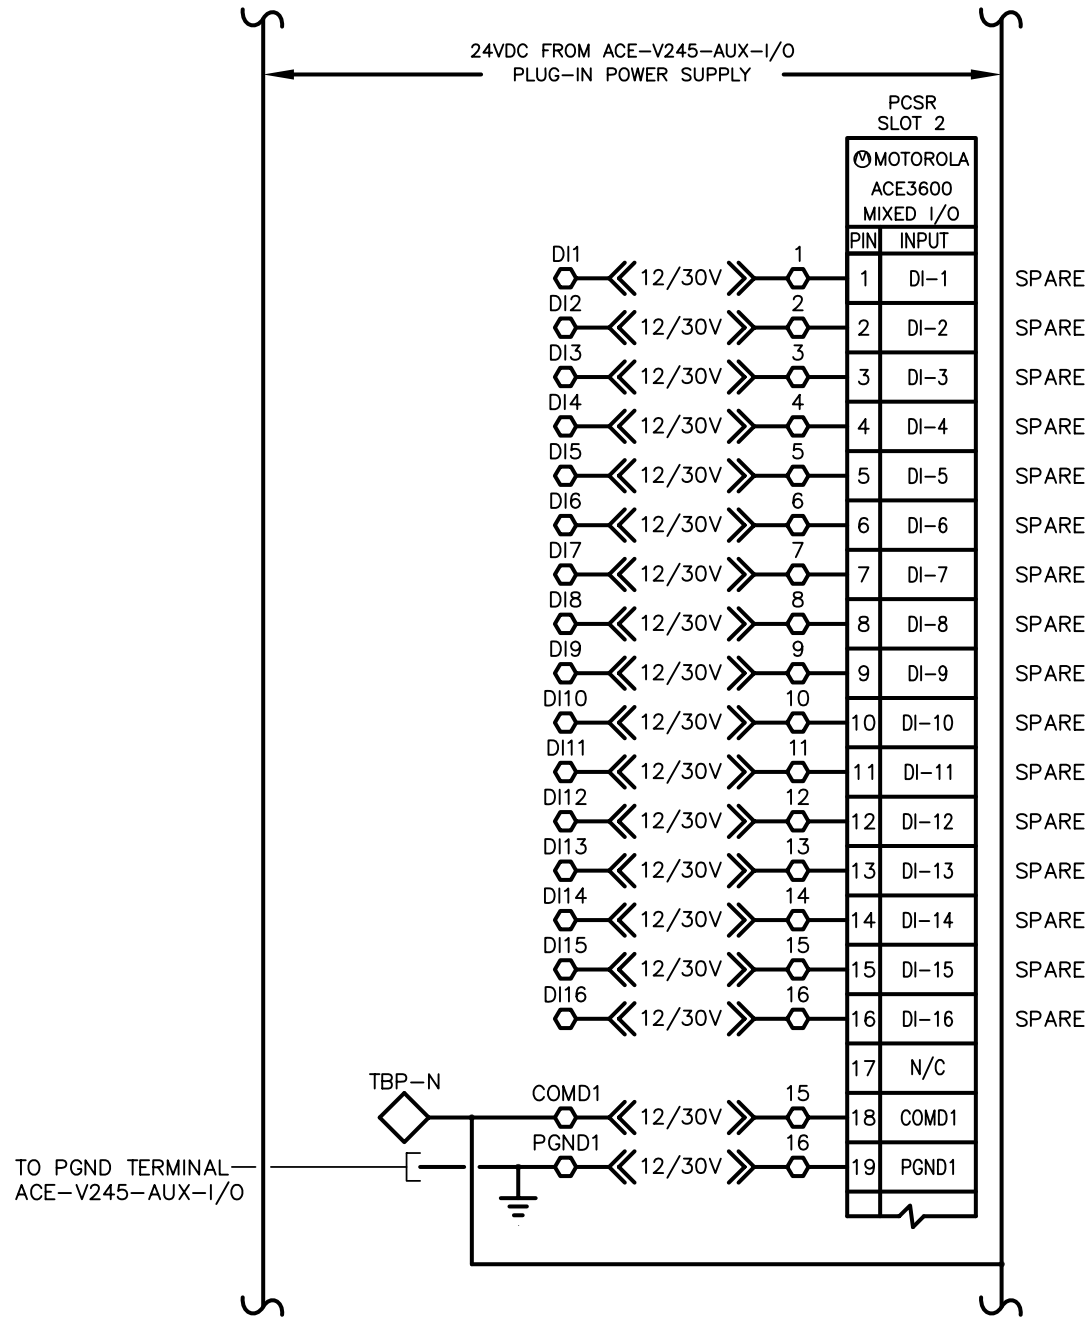 24VDC FROM ACE-V245-AUX-I/O
PLUG-IN POWER SUPPLY
PCSR
SLOT 2
MOTOROLA
ACE3600
MIXED I/O
PIN INPUT
DI1 12/30V 1 1 DI-1 SPARE
DI2 12/30V 2 2 DI-2 SPARE
DI3 12/30V 3 3 DI-3 SPARE
DI4 12/30V 4 4 DI-4 SPARE
DI5 12/30V 5 5 DI-5 SPARE
DI6 12/30V 6 6 DI-6 SPARE
DI7 12/30V 7 7 DI-7 SPARE
DI8 12/30V 8 8 DI-8 SPARE
DI9 12/30V 9 9 DI-9 SPARE
DI10 12/30V 10 10 DI-10 SPARE
DI11 12/30V 11 11 DI-11 SPARE
DI12 12/30V 12 12 DI-12 SPARE
DI13 12/30V 13 13 DI-13 SPARE
DI14 12/30V 14 14 DI-14 SPARE
DI15 12/30V 15 15 DI-15 SPARE
DI16 12/30V 16 16 DI-16 SPARE
17 N/C
TBP-N COMD1 12/30V 15 18 COMD1
PGND1 12/30V 16 19 PGND1
TO PGND TERMINAL
ACE-V245-AUX-I/O